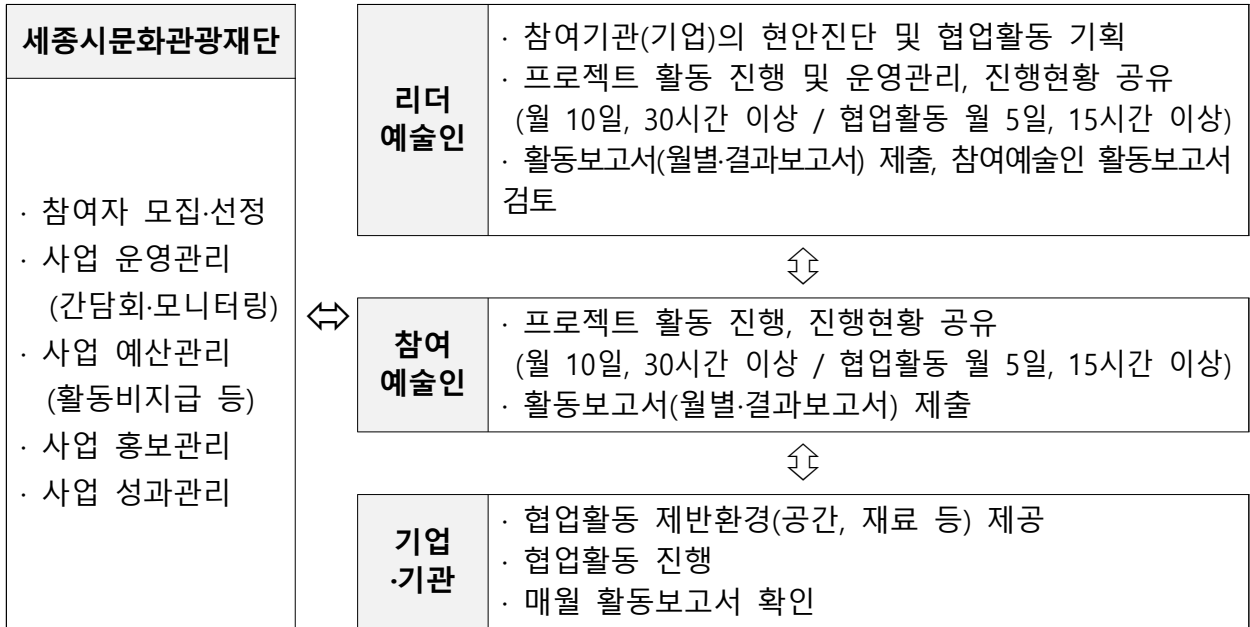 세종시문화관광재단
· 참여자 모집·선정
· 사업 운영관리
(간담회·모니터링)
· 사업 예산관리
(활동비지급 등)
· 사업 홍보관리
· 사업 성과관리
리더
예술인
· 참여기관(기업)의 현안진단 및 협업활동 기획
· 프로젝트 활동 진행 및 운영관리, 진행현황 공유
(월 10일, 30시간 이상 / 협업활동 월 5일, 15시간 이상)
· 활동보고서(월별·결과보고서) 제출, 참여예술인 활동보고서
검토
참여
예술인
· 프로젝트 활동 진행, 진행현황 공유
(월 10일, 30시간 이상 / 협업활동 월 5일, 15시간 이상)
· 활동보고서(월별·결과보고서) 제출
기업
·기관
· 협업활동 제반환경(공간, 재료 등) 제공
· 협업활동 진행
· 매월 활동보고서 확인